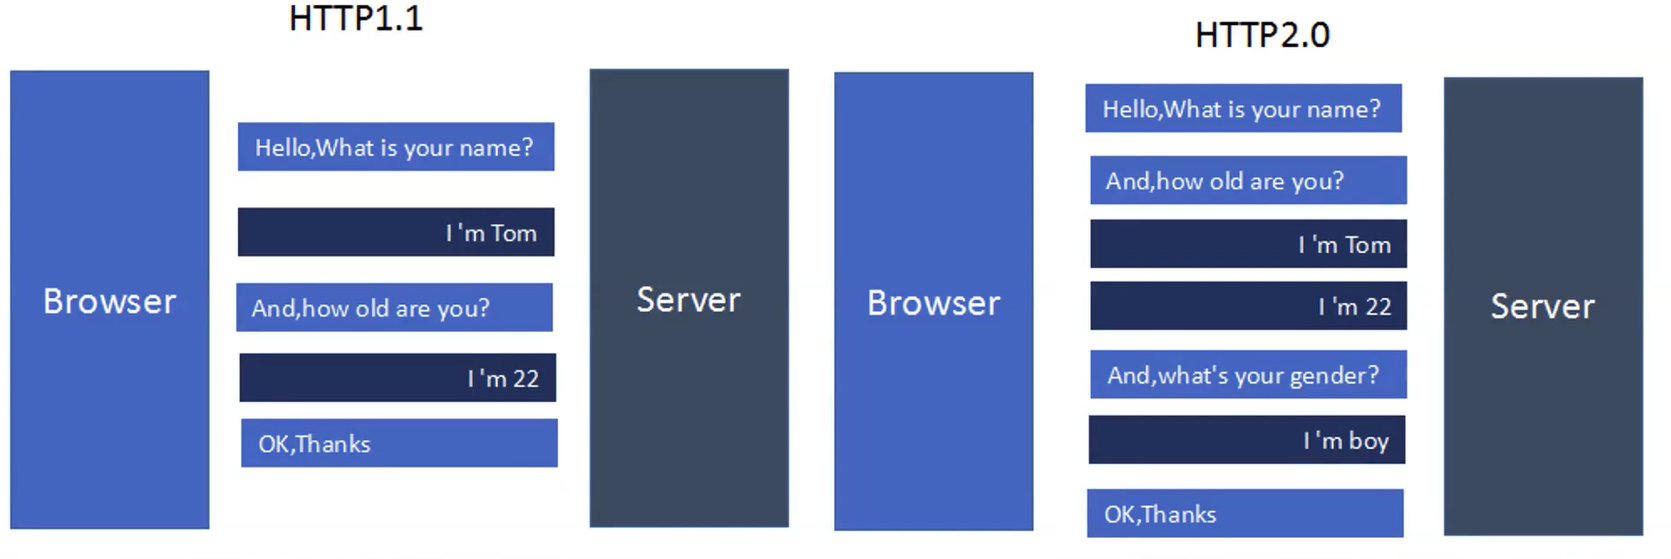 HTTP1.1
Browser
Hello,What is your name?
I 'm Tom
And,how old are you?
I 'm 22
OK,Thanks
Server
HTTP2.0
Browser
Hello,What is your name?
And,how old are you?
I 'm Tom
I 'm 22
And,what's your gender?
I 'm boy
OK,Thanks
Server